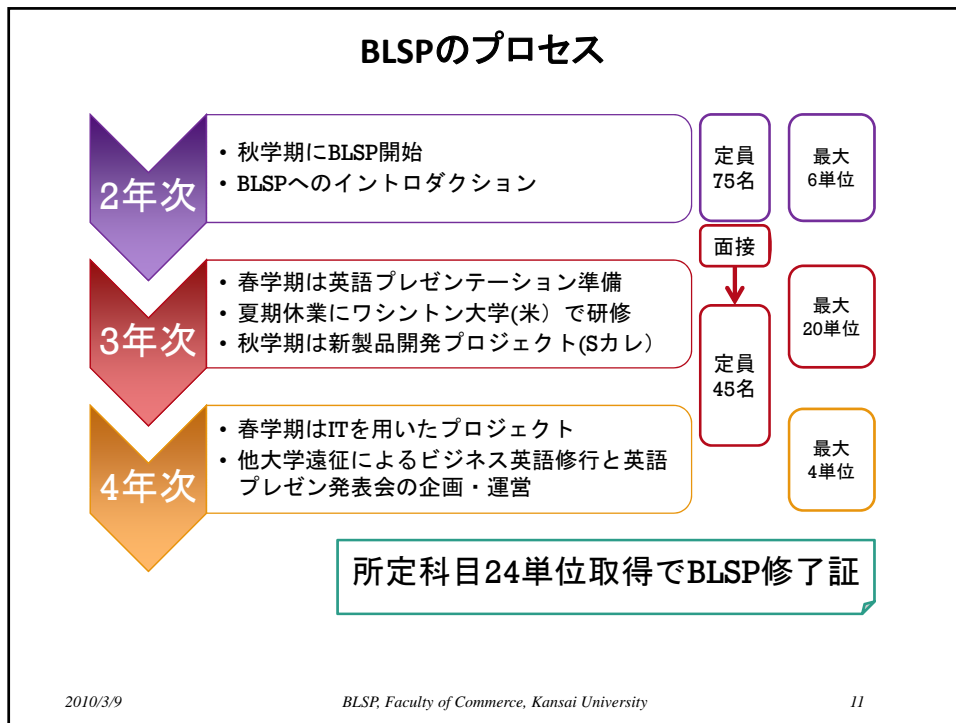 BLSPのプロセス
2年次
• 秋学期にBLSP開始
• BLSPへのイントロダクション
定員
75名
最大
6単位
面接
3年次
• 春学期は英語プレゼンテーション準備
• 夏期休業にワシントン大学(米）で研修
• 秋学期は新製品開発プロジェクト(Sカレ）
定員
45名
最大
20単位
4年次
• 春学期はITを用いたプロジェクト
• 他大学遠征によるビジネス英語修行と英語
プレゼン発表会の企画・運営
最大
4単位
所定科目24単位取得でBLSP修了証
2010/3/9
BLSP, Faculty of Commerce, Kansai University
11